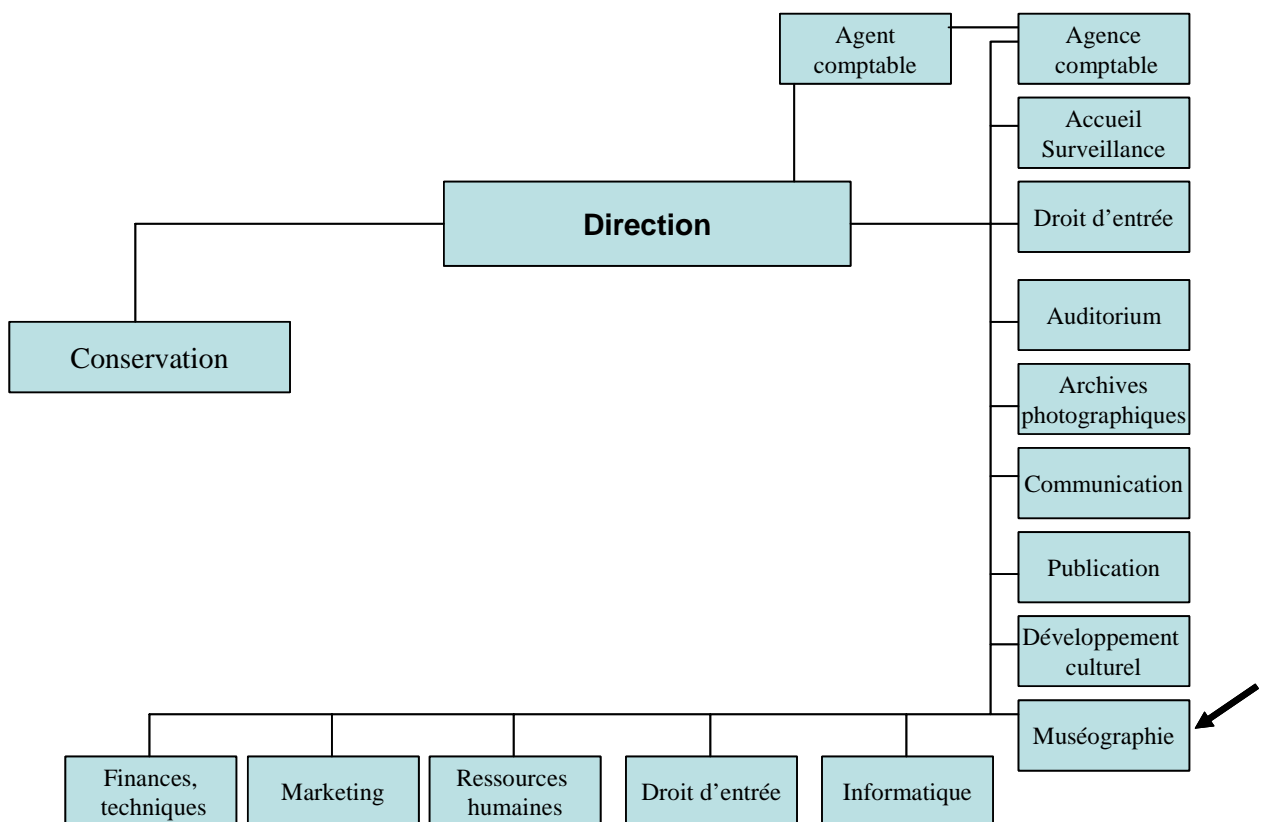 Agent
comptable
Agence
comptable
Accueil
Surveillance
Direction
Droit d’entrée
Conservation
Auditorium
Archives
photographiques
Communication
Publication
Développement
culturel
Muséographie
Finances,
techniques
Marketing
Ressources
humaines
Droit d’entrée
Informatique